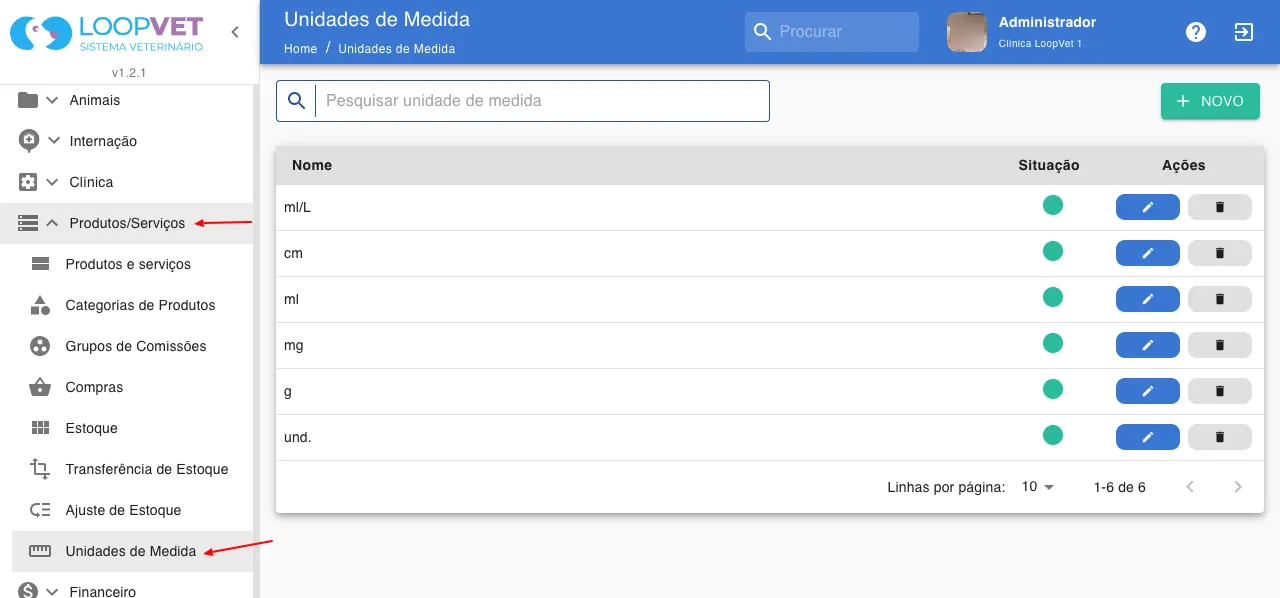 LOOPVET
SISTEMA VETERINÁRIO
v1.2.1
Animais
Internação
Clínica
Produtos/Serviços
Produtos e serviços
Categorias de Produtos
Grupos de Comissões
Compras
Estoque
Transferência de Estoque
Ajuste de Estoque
Unidades de Medida
Financeiro
Unidades de Medida
Home / Unidades de Medida
Procurar
Administrador
Clinica LoopVet 1
Pesquisar unidade de medida
+ NOVO
Nome Situação Ações
ml/L
cm
ml
mg
g
und.
Linhas por página: 10 1-6 de 6